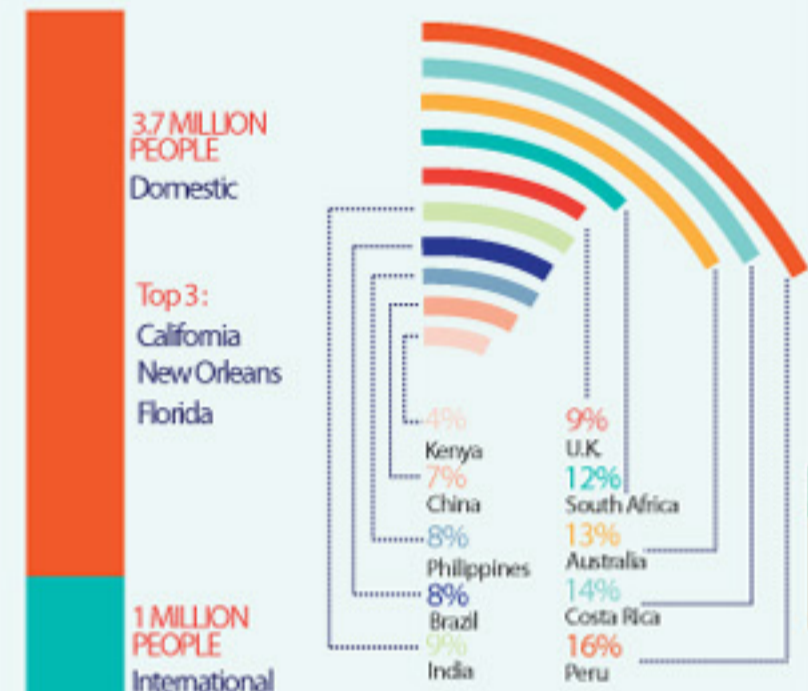 3.7 MILLION
PEOPLE
Domestic
Top 3:
California
New Orleans
Florida
1 MILLION
PEOPLE
International
4%
Kenya
7%
China
8%
Philippines
8%
Brazil
9%
India
9%
U.K.
12%
South Africa
13%
Australia
14%
Costa Rica
16%
Peru